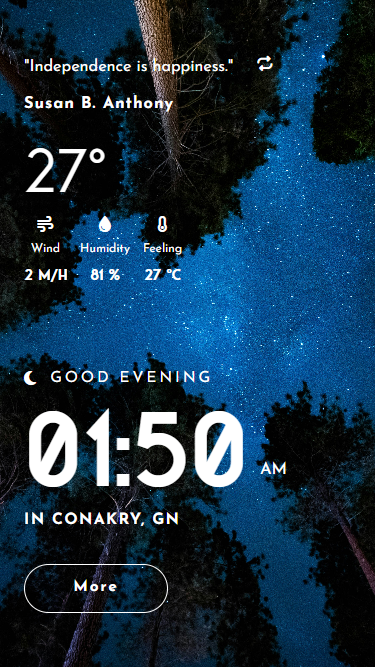 "Independence is happiness."
Susan B. Anthony
27°
Wind Humidity Feeling
2 M/H 81 % 27 °C
GOOD EVENING
01:50 AM
IN CONAKRY, GN
More